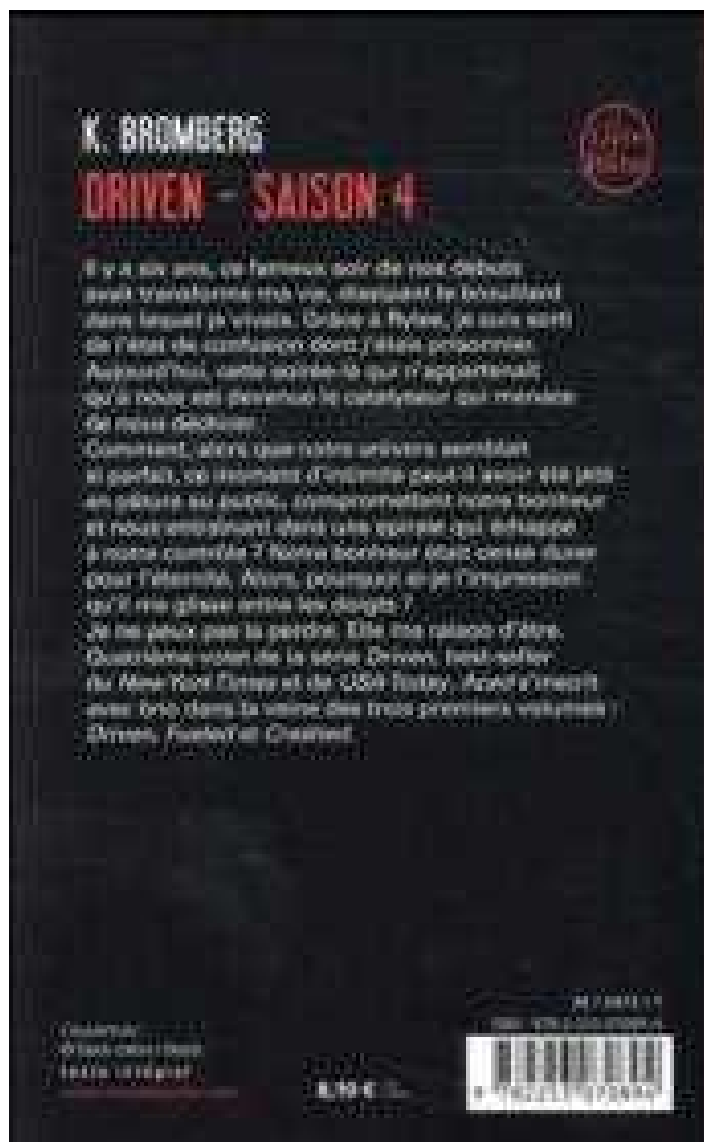 K. BROMBERG
DRIVEN – SAISON 4
Il y a six ans, ce fameux soir de nos débuts
avait transformé ma vie, dissipant le brouillard
dans lequel je vivais. Grâce à Rylee, je suis sorti
de l'état de confusion dont j'étais prisonnier.
Aujourd'hui, cette soirée-là qui n'appartenait
qu'à nous est devenue le catalyseur qui menace
de nous déchirer.
Comment, alors que notre univers semblait
si parfait, ce moment d'intimité peut-il avoir été jeté
en pâture au public, compromettant notre bonheur
et nous entraînant dans une spirale qui échappe
à notre contrôle ? Notre bonheur était censé durer
pour l'éternité. Alors, pourquoi ai-je l'impression
qu'il me glisse entre les doigts ?
Je ne peux pas la perdre. Elle ma raison d'être.
Quatrième volet de la série Driven, best-seller
du New York Times et de USA Today, Aced s'inscrit
avec brio dans la veine des trois premiers volumes :
Driven, Fueled et Crashed.
texte intégral
8,10 €